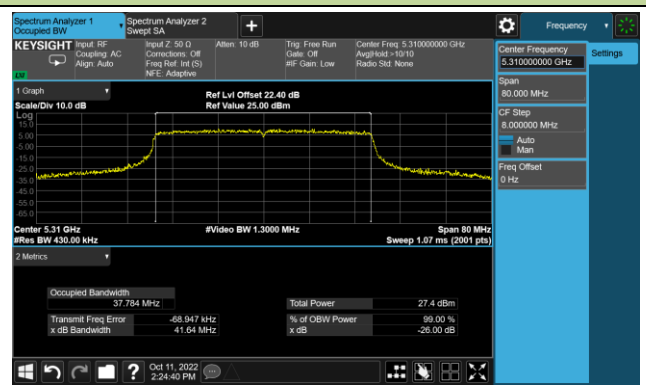 Spectrum Analyzer 1
Occupied BW
Spectrum Analyzer 2
Swept SA
Frequency
KEYSIGHT
Input: RF
Coupling: AC
Align: Auto
Input Z: 50 Ω
Corrections: Off
Freq Ref: Int (S)
NFE: Adaptive
Atten: 10 dB
Trig: Free Run
Gate: Off
#IF Gain: Low
Center Freq: 5.310000000 GHz
Avg|Hold:>10/10
Radio Std: None
LW
Center Frequency
5.310000000 GHz
Settings
Span
80.000 MHz
CF Step
8.000000 MHz
Auto
Man
Freq Offset
0 Hz
1 Graph
Scale/Div 10.0 dB
Ref Lvl Offset 22.40 dB
Ref Value 25.00 dBm
Log
15.0
5.00
-5.00
-15.0
-25.0
-35.0
-45.0
-55.0
-65.0
Center 5.31 GHz
#Res BW 430.00 kHz
#Video BW 1.3000 MHz
Span 80 MHz
Sweep 1.07 ms (2001 pts)
2 Metrics
Occupied Bandwidth
37.784 MHz
Total Power
27.4 dBm
Transmit Freq Error
-68.947 kHz
% of OBW Power
99.00 %
x dB Bandwidth
41.64 MHz
x dB
-26.00 dB
?
Oct 11, 2022
2:24:40 PM